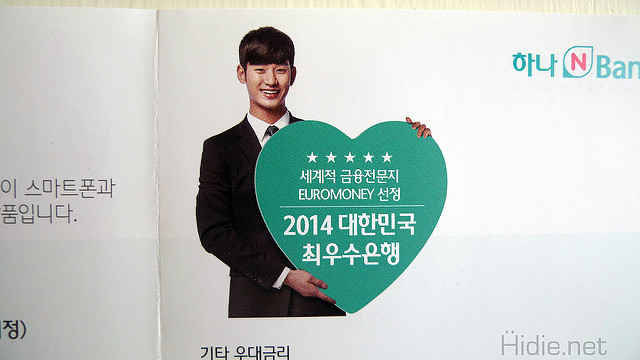 하나 N Ban
★★★★★
세계적 금융전문지
EUROMONEY 선정
2014 대한민국
최우수은행
이 스마트폰과
품입니다.
정)
기타 우대금리
Hidie.net